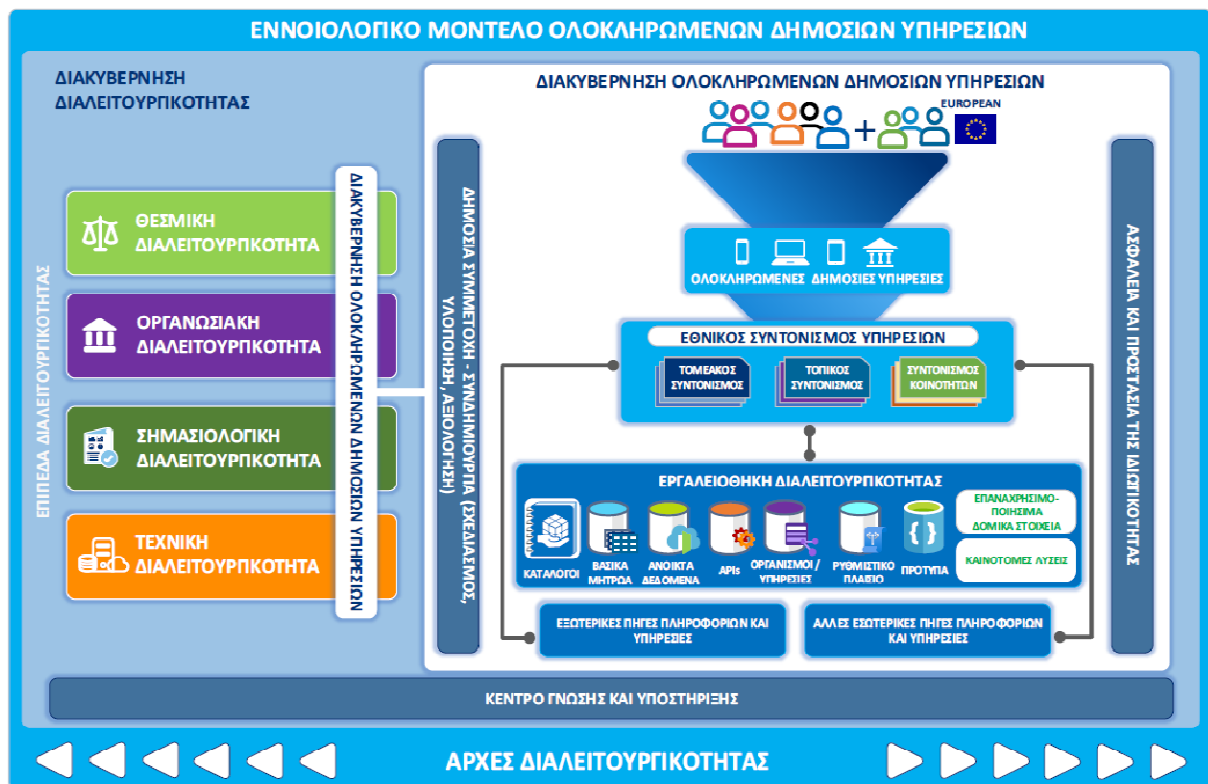 ΕΝΝΟΙΟΛΟΓΙΚΟ ΜΟΝΤΕΛΟ ΟΛΟΚΛΗΡΩΜΕΝΩΝ ΔΗΜΟΣΙΩΝ ΥΠΗΡΕΣΙΩΝ
ΔΙΑΚΥΒΕΡΝΗΣΗ
ΔΙΑΛΕΙΤΟΥΡΓΙΚΟΤΗΤΑΣ
ΕΠΙΠΕΔΑ ΔΙΑΛΕΙΤΟΥΡΓΙΚΟΤΗΤΑΣ
ΘΕΣΜΙΚΗ
ΔΙΑΛΕΙΤΟΥΡΓΙΚΟΤΗΤΑ
ΟΡΓΑΝΩΣΙΑΚΗ
ΔΙΑΛΕΙΤΟΥΡΓΙΚΟΤΗΤΑ
ΣΗΜΑΣΙΟΛΟΓΙΚΗ
ΔΙΑΛΕΙΤΟΥΡΓΙΚΟΤΗΤΑ
ΤΕΧΝΙΚΗ
ΔΙΑΛΕΙΤΟΥΡΓΙΚΟΤΗΤΑ
ΔΙΑΚΥΒΕΡΝΗΣΗ ΟΛΟΚΛΗΡΩΜΕΝΩΝ ΔΗΜΟΣΙΩΝ ΥΠΗΡΕΣΙΩΝ
ΔΙΑΚΥΒΕΡΝΗΣΗ ΟΛΟΚΛΗΡΩΜΕΝΩΝ ΔΗΜΟΣΙΩΝ ΥΠΗΡΕΣΙΩΝ
EUROPEAN
ΔΗΜΟΣΙΑ ΣΥΜΜΕΤΟΧΗ - ΣΥΝΔΗΜΙΟΥΡΓΙΑ (ΣΧΕΔΙΑΣΜΟΣ,
ΥΛΟΠΟΙΗΣΗ, ΑΞΙΟΛΟΓΗΣΗ)
ΟΛΟΚΛΗΡΩΜΕΝΕΣ ΔΗΜΟΣΙΕΣ ΥΠΗΡΕΣΙΕΣ
ΕΘΝΙΚΟΣ ΣΥΝΤΟΝΙΣΜΟΣ ΥΠΗΡΕΣΙΩΝ
ΤΟΜΕΑΚΟΣ
ΣΥΝΤΟΝΙΣΜΟΣ
ΤΟΠΙΚΟΣ
ΣΥΝΤΟΝΙΣΜΟΣ
ΣΥΝΤΟΝΙΣΜΟΣ
ΚΟΙΝΟΤΗΤΩΝ
ΕΡΓΑΛΕΙΟΘΗΚΗ ΔΙΑΛΕΙΤΟΥΡΓΙΚΟΤΗΤΑΣ
ΚΑΤΑΛΟΓΟΙ
ΒΑΣΙΚΑ
ΜΗΤΡΩΑ
ΑΝΟΙΚΤΑ
ΔΕΔΟΜΕΝΑ
APIs
ΟΡΓΑΝΙΣΜΟΙ /
ΥΠΗΡΕΣΙΕΣ
ΡΥΘΜΙΣΤΙΚΟ
ΠΛΑΙΣΙΟ
ΠΡΟΤΥΠΑ
ΕΠΑΝΑΧΡΗΣΙΜΟ-
ΠΟΙΗΣΙΜΑ
ΔΟΜΙΚΑ ΣΤΟΙΧΕΙΑ
ΚΑΙΝΟΤΟΜΕΣ ΛΥΣΕΙΣ
ΕΞΩΤΕΡΙΚΕΣ ΠΗΓΕΣ ΠΛΗΡΟΦΟΡΙΩΝ ΚΑΙ
ΥΠΗΡΕΣΙΕΣ
ΑΛΛΕΣ ΕΣΩΤΕΡΙΚΕΣ ΠΗΓΕΣ ΠΛΗΡΟΦΟΡΙΩΝ
ΚΑΙ ΥΠΗΡΕΣΙΕΣ
ΑΣΦΑΛΕΙΑ ΚΑΙ ΠΡΟΣΤΑΣΙΑ ΤΗΣ ΙΔΙΩΤΙΚΟΤΗΤΑΣ
ΚΕΝΤΡΟ ΓΝΩΣΗΣ ΚΑΙ ΥΠΟΣΤΗΡΙΞΗΣ
ΑΡΧΕΣ ΔΙΑΛΕΙΤΟΥΡΓΙΚΟΤΗΤΑΣ